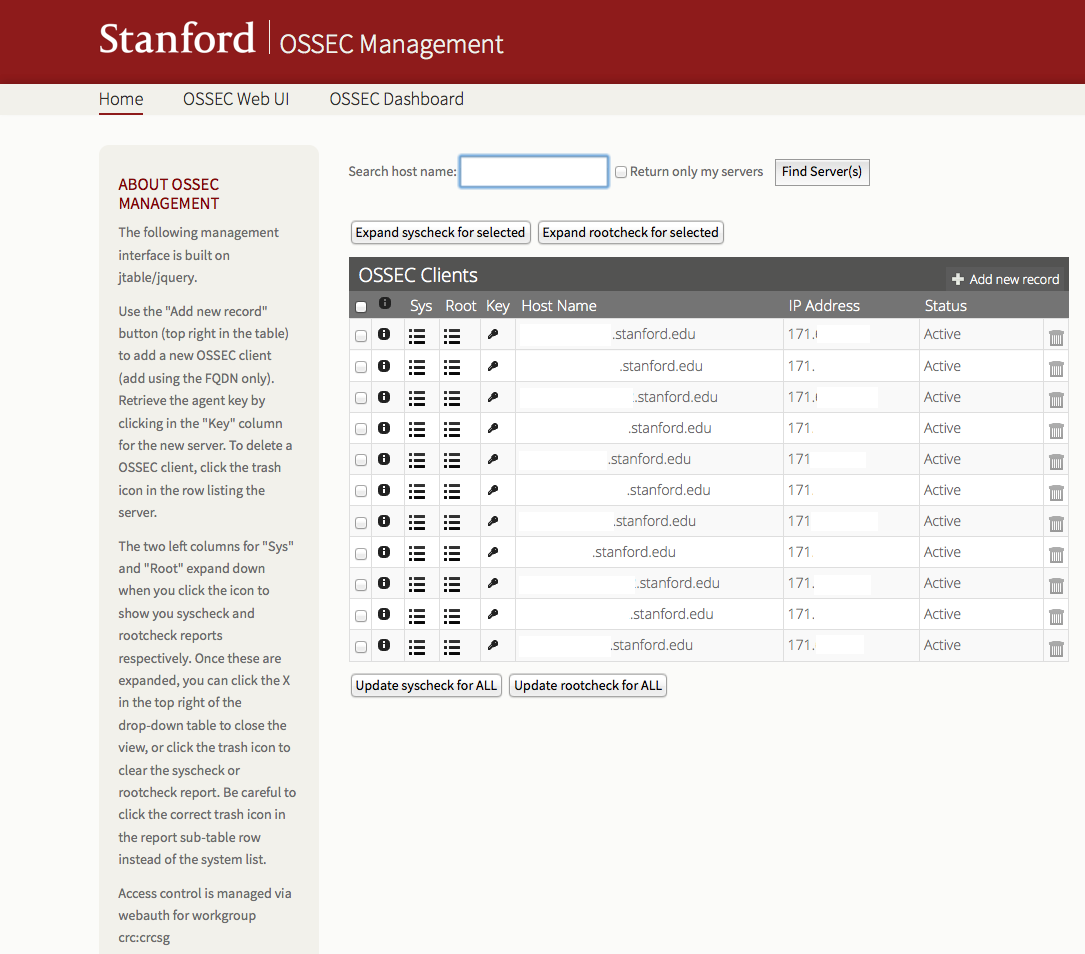 Stanford | OSSEC Management
Home OSSEC Web UI OSSEC Dashboard
ABOUT OSSEC
MANAGEMENT
The following management
interface is built on
jtable/jquery.
Use the "Add new record"
button (top right in the table)
to add a new OSSEC client
(add using the FQDN only).
Retrieve the agent key by
clicking in the "Key" column
for the new server. To delete a
OSSEC client, click the trash
icon in the row listing the
server.
The two left columns for "Sys"
and "Root" expand down
when you click the icon to
show you syscheck and
rootcheck reports
respectively. Once these are
expanded, you can click the X
in the top right of the
drop-down table to close the
view, or click the trash icon to
clear the syscheck or
rootcheck report. Be careful to
click the correct trash icon in
the report sub-table row
instead of the system list.
Access control is managed via
webauth for workgroup
crc:crcsg
Search host name: Return only my servers Find Server(s)
Expand syscheck for selected Expand rootcheck for selected
OSSEC Clients
Add new record
Sys Root Key Host Name IP Address Status
.stanford.edu 171. Active
.stanford.edu 171. Active
.stanford.edu 171. Active
.stanford.edu 171 Active
.stanford.edu 171 Active
.stanford.edu 171. Active
.stanford.edu 171 Active
.stanford.edu 171. Active
.stanford.edu 171. Active
.stanford.edu 171. Active
.stanford.edu 171. Active
Update syscheck for ALL Update rootcheck for ALL